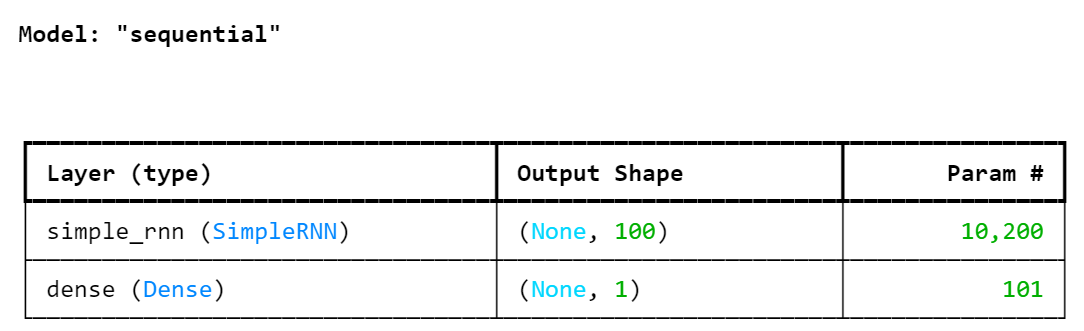 Model: "sequential"
Layer (type) Output Shape Param #
simple_rnn (SimpleRNN) (None, 100) 10,200
dense (Dense) (None, 1) 101